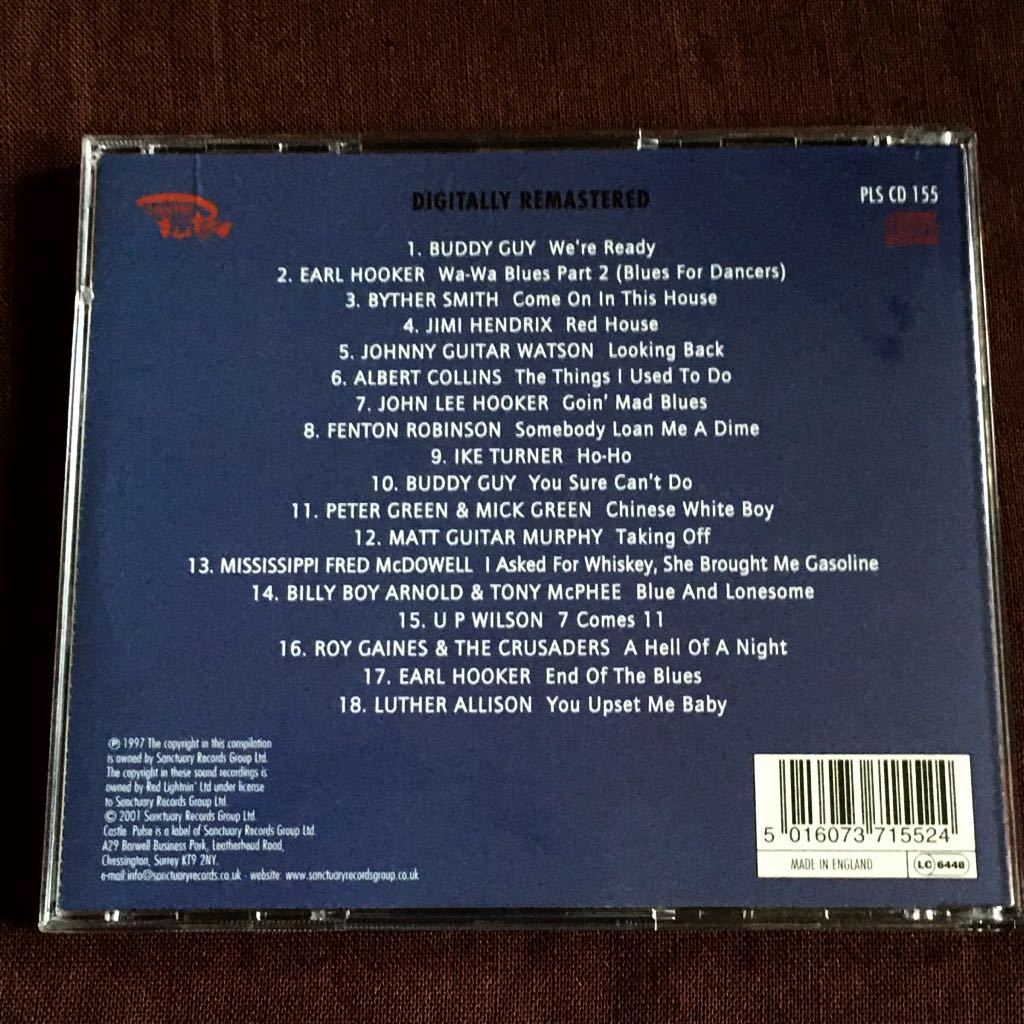 DIGITALLY REMASTERED
PLS CD 155
1. BUDDY GUY We're Ready
2. EARL HOOKER Wa-Wa Blues Part 2 (Blues For Dancers)
3. BYTHER SMITH Come On In This House
4. JIMI HENDRIX Red House
5. JOHNNY GUITAR WATSON Looking Back
6. ALBERT COLLINS The Things I Used To Do
7. JOHN LEE HOOKER Goin' Mad Blues
8. FENTON ROBINSON Somebody Loan Me A Dime
9. IKE TURNER Ho-Ho
10. BUDDY GUY You Sure Can't Do
11. PETER GREEN & MICK GREEN Chinese White Boy
12. MATT GUITAR MURPHY Taking Off
13. MISSISSIPPI FRED McDOWELL I Asked For Whiskey, She Brought Me Gasoline
14. BILLY BOY ARNOLD & TONY McPHEE Blue And Lonesome
15. U P WILSON 7 Comes 11
16. ROY GAINES & THE CRUSADERS A Hell Of A Night
17. EARL HOOKER End Of The Blues
18. LUTHER ALLISON You Upset Me Baby
℗ 1997 The copyright in this compilation
is owned by Sanctuary Records Group Ltd.
The copyright in these sound recordings is
owned by Red Lightnin' Ltd under license
to Sanctuary Records Group Ltd.
© 2001 Sanctuary Records Group Ltd.
Castle Pulse is a label of Sanctuary Records Group Ltd.
A29 Barwell Business Park, Leatherhead Road,
Chessington, Surrey KT9 2NY.
e-mail:info@sanctuaryrecords.co.uk - website: www.sanctuaryrecordsgroup.co.uk
5 016073 715524
MADE IN ENGLAND
LC 6448